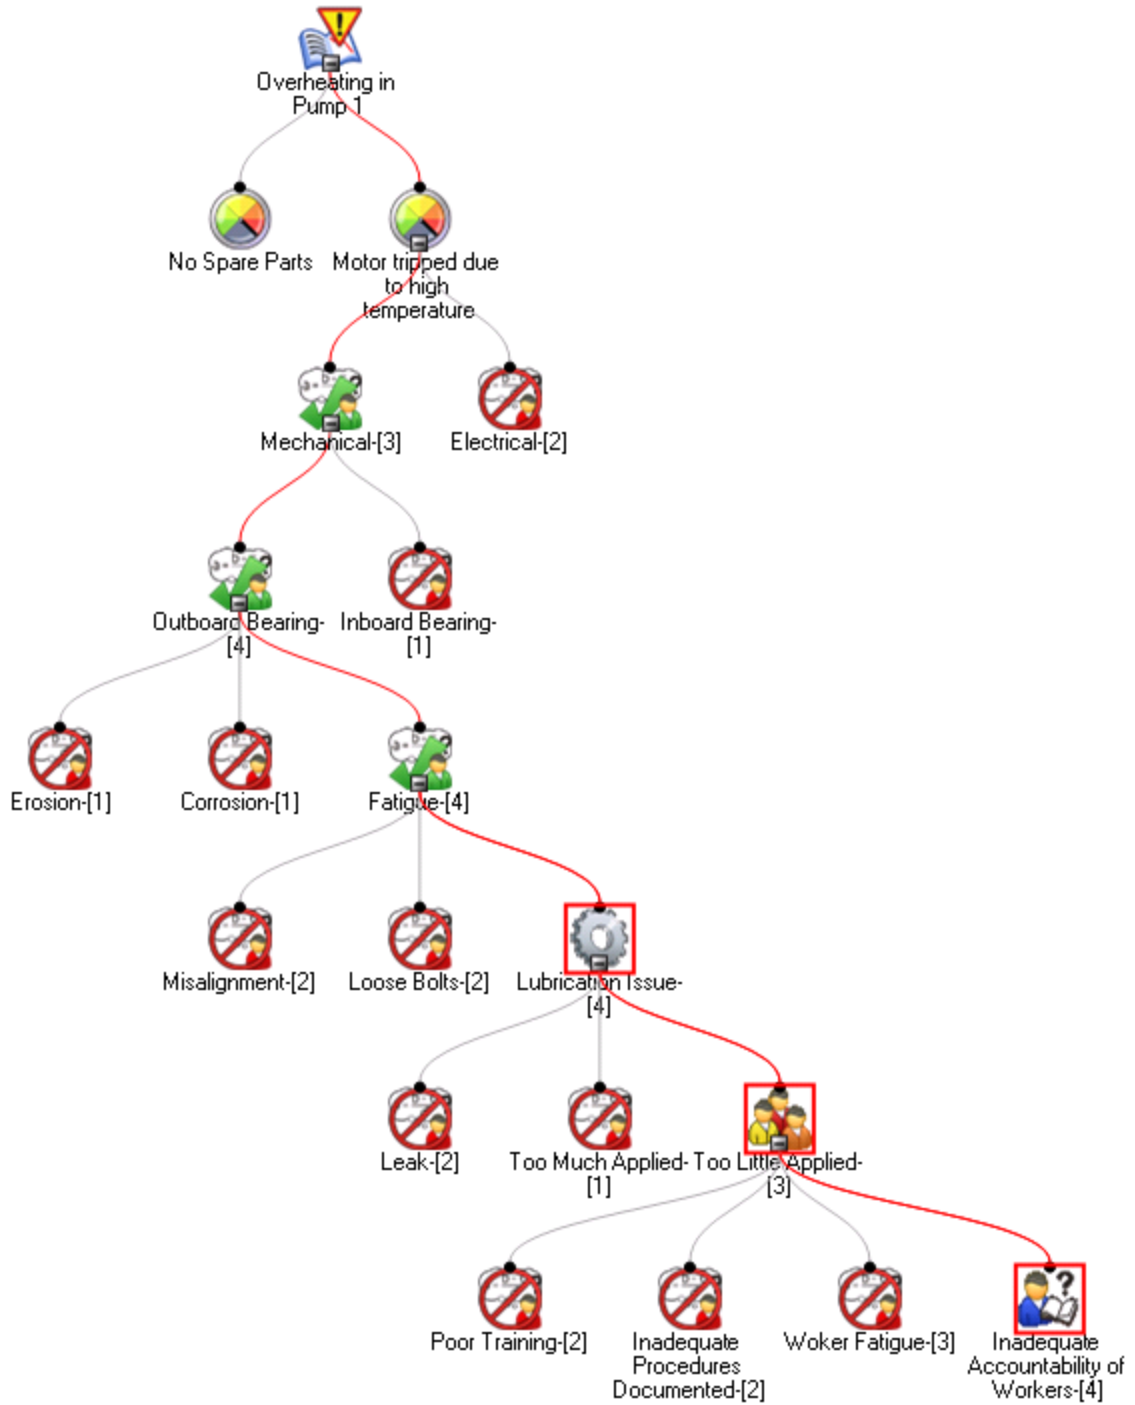 Overheating in
Pump 1
No Spare Parts
Motor tripped due
to high
temperature
Mechanical-[3]
Electrical-[2]
Outboard Bearing-
[4]
Inboard Bearing-
[1]
Erosion-[1]
Corrosion-[1]
Fatigue-[4]
Misalignment-[2]
Loose Bolts-[2]
Lubrication Issue-
[4]
Leak-[2]
Too Much Applied-
[1]
Too Little Applied-
[3]
Poor Training-[2]
Inadequate
Procedures
Documented-[2]
Woker Fatigue-[3]
Inadequate
Accountability of
Workers-[4]